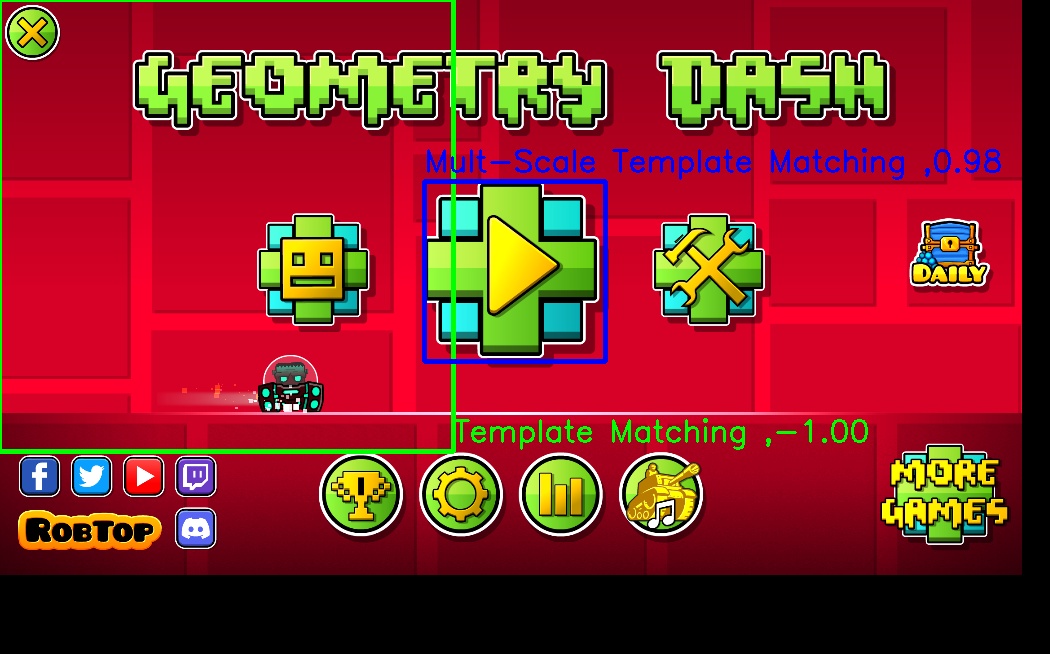 GEOMETRY DASH
Mult-Scale Template Matching ,0.98
DAILY
Template Matching ,-1.00
MORE
GAMES
f
ROBTOP